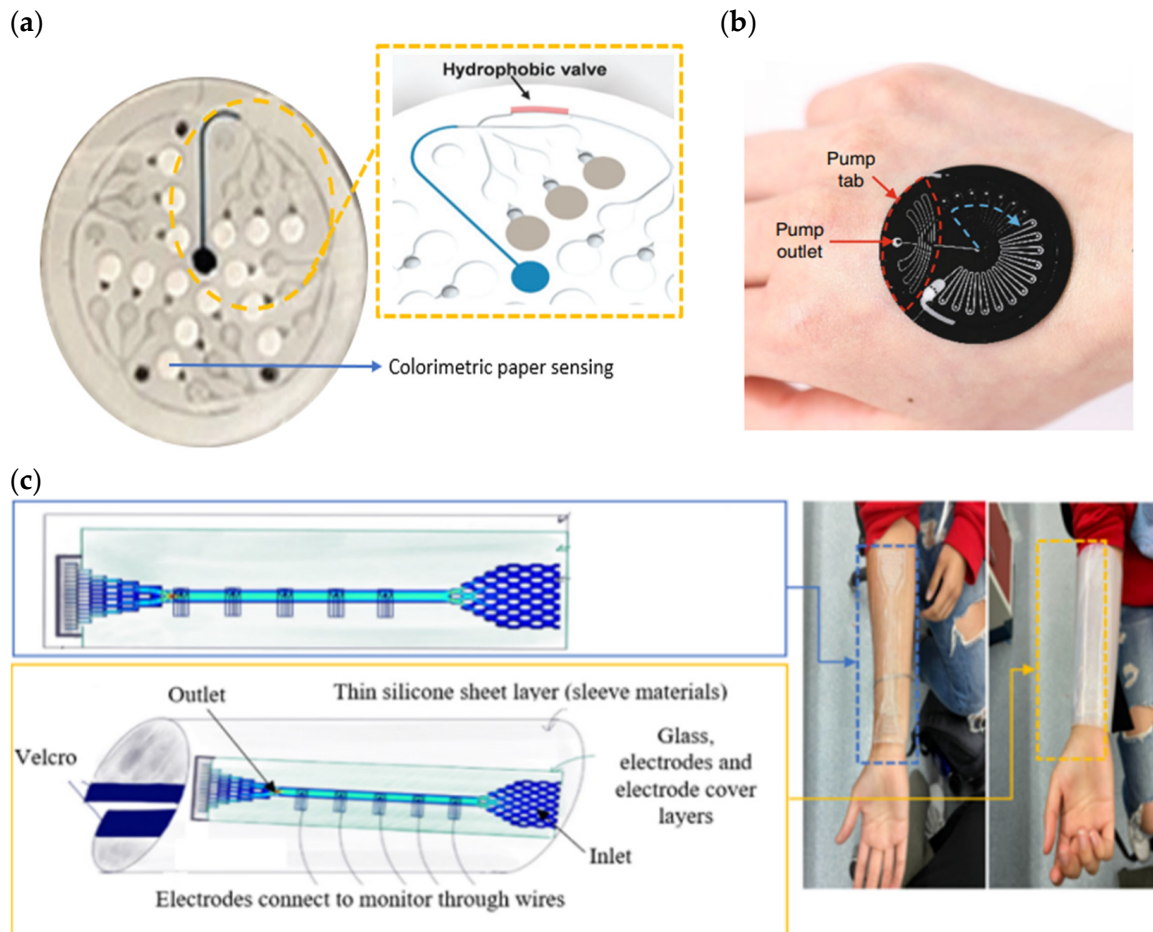 (a)
Hydrophobic valve
Colorimetric paper sensing
(b)
Pump
tab
Pump
outlet
(c)
Outlet
Thin silicone sheet layer (sleeve materials)
Velcro
Glass,
electrodes and
electrode cover
layers
Inlet
Electrodes connect to monitor through wires